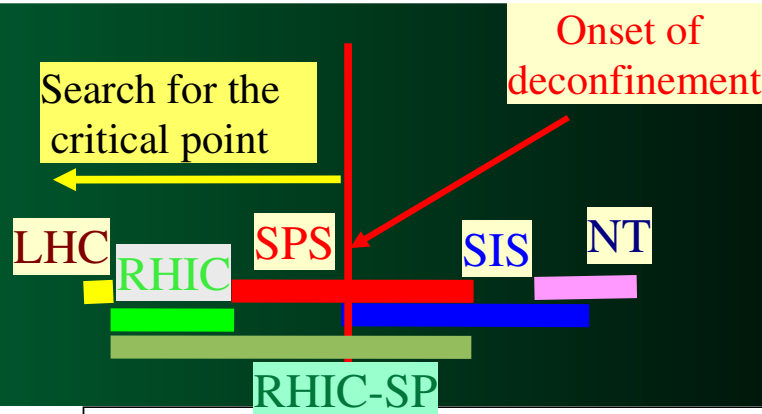 Onset of
deconfinement
Search for the
critical point
LHC
RHIC
SPS
SIS
NT
RHIC-SP